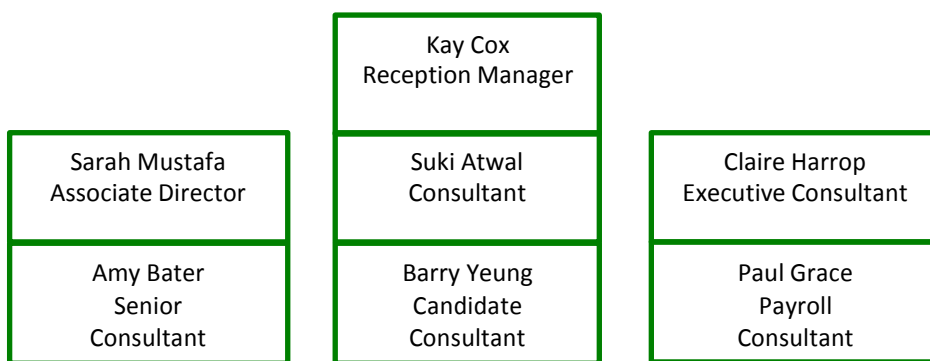 Kay Cox
Reception Manager
Sarah Mustafa
Associate Director
Suki Atwal
Consultant
Claire Harrop
Executive Consultant
Amy Bater
Senior
Consultant
Barry Yeung
Candidate
Consultant
Paul Grace
Payroll
Consultant